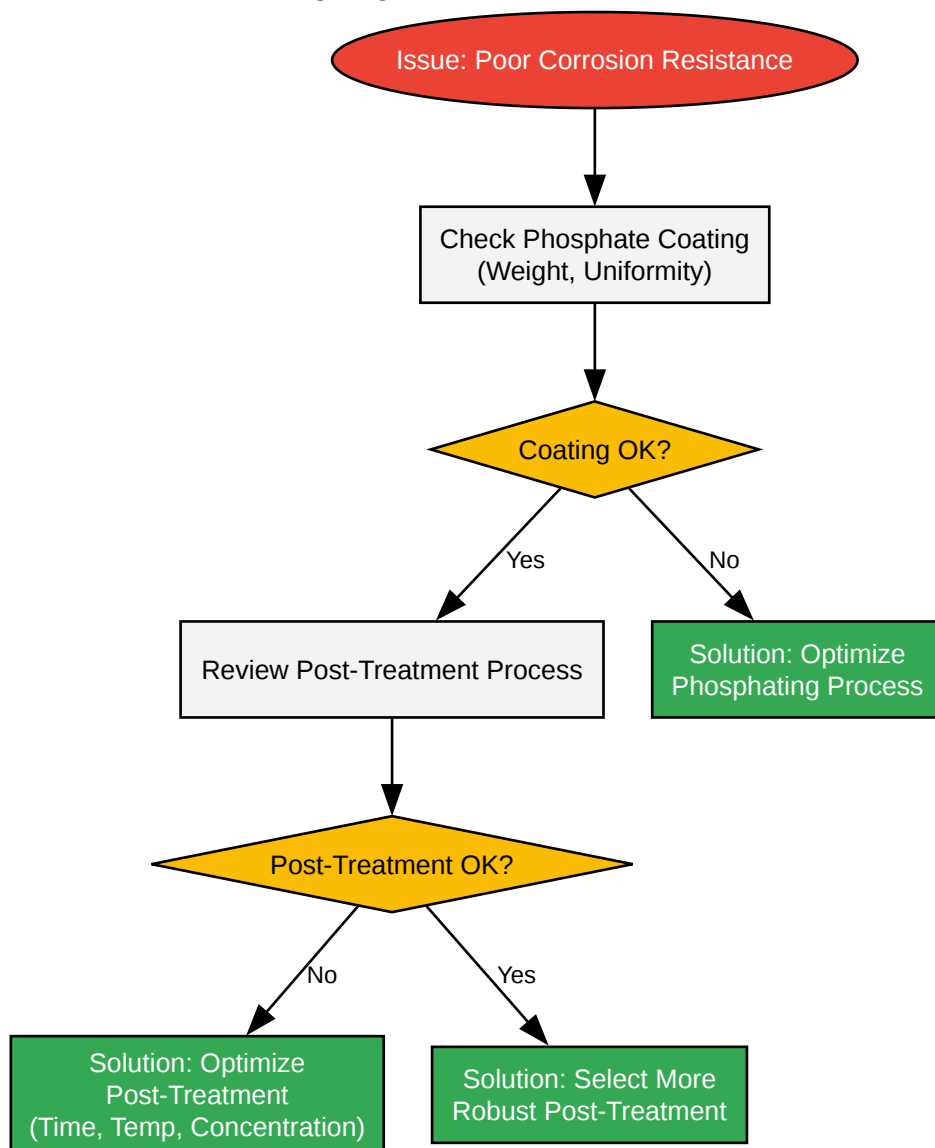 Issue: Poor Corrosion Resistance
Check Phosphate Coating
(Weight, Uniformity)
Coating OK?
Yes
No
Review Post-Treatment Process
Solution: Optimize
Phosphating Process
Post-Treatment OK?
No
Yes
Solution: Optimize
Post-Treatment
(Time, Temp, Concentration)
Solution: Select More
Robust Post-Treatment